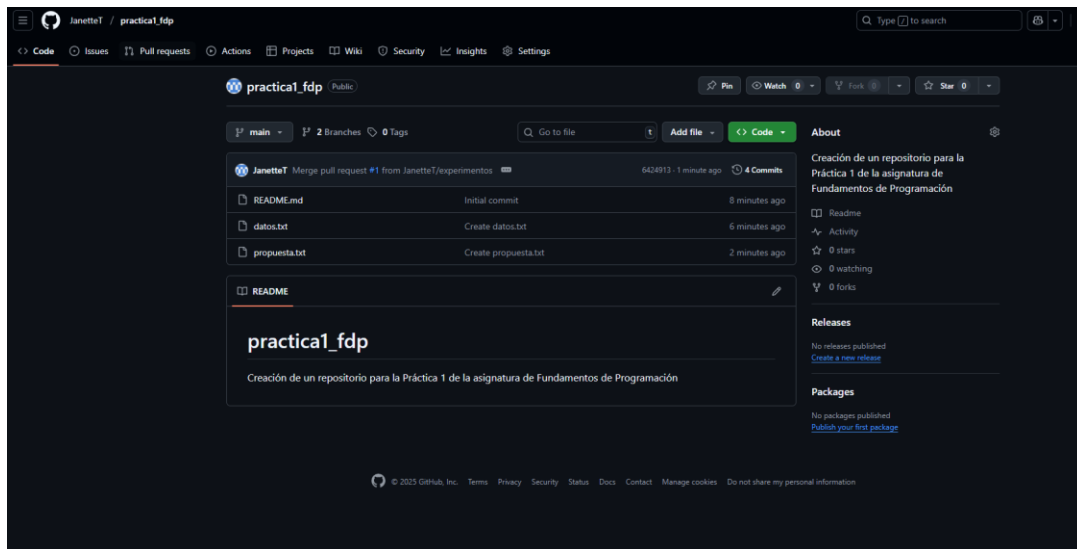 JanetteT / practica1_fdp
Type / to search
Code Issues Pull requests Actions Projects Wiki Security Insights Settings
practica1_fdp Public
Pin Watch 0 Fork 0 Star 0
main 2 Branches 0 Tags Go to file t Add file Code
JanetteT Merge pull request #1 from JanetteT/experimentos 6424913 · 1 minute ago 4 Commits
README.md Initial commit 8 minutes ago
datos.txt Create datos.txt 6 minutes ago
propuesta.txt Create propuesta.txt 2 minutes ago
README
practica1_fdp
Creación de un repositorio para la Práctica 1 de la asignatura de Fundamentos de Programación
About
Creación de un repositorio para la
Práctica 1 de la asignatura de
Fundamentos de Programación
Readme
Activity
0 stars
0 watching
0 forks
Releases
No releases published
Create a new release
Packages
No packages published
Publish your first package
© 2025 GitHub, Inc. Terms Privacy Security Status Docs Contact Manage cookies Do not share my personal information